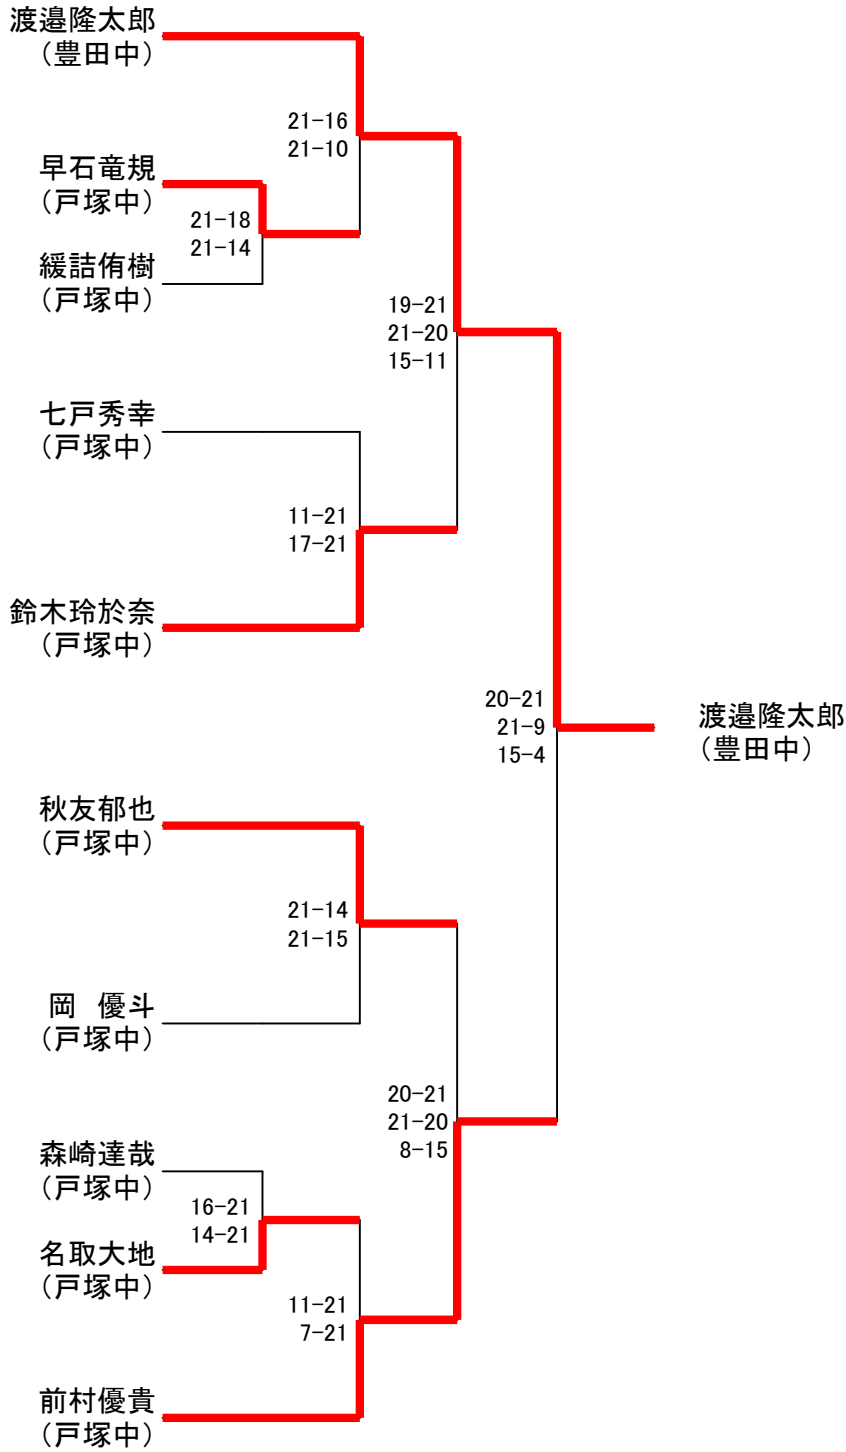 渡邉隆太郎
(豊田中)
21-16
21-10
早石竜規
(戸塚中)
21-18
21-14
緩詰侑樹
(戸塚中)
19-21
21-20
15-11
七戸秀幸
(戸塚中)
11-21
17-21
鈴木玲於奈
(戸塚中)
20-21
21-9
15-4
渡邉隆太郎
(豊田中)
秋友郁也
(戸塚中)
21-14
21-15
岡　優斗
(戸塚中)
20-21
21-20
8-15
森崎達哉
(戸塚中)
16-21
14-21
名取大地
(戸塚中)
11-21
7-21
前村優貴
(戸塚中)